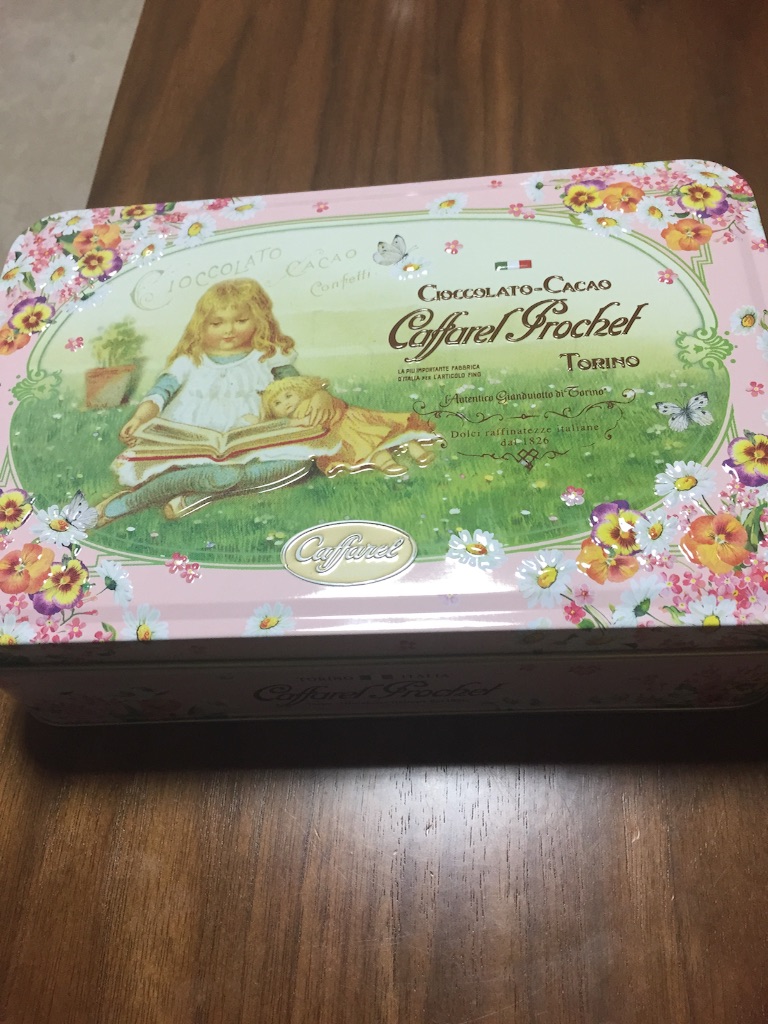 CIOCCOLATO
CACAO
Confetti
CIOCCOLATO-CACAO
Caffarel Prochet
TORINO
LA PIÙ IMPORTANTE FABBRICA
D'ITALIA PER L'ARTICOLO FINO
Autentico Gianduiotto di Torino
Dolci raffinatezze italiane
dal 1826
Caffarel
TORINO ITALIA
Caffarel Prochet